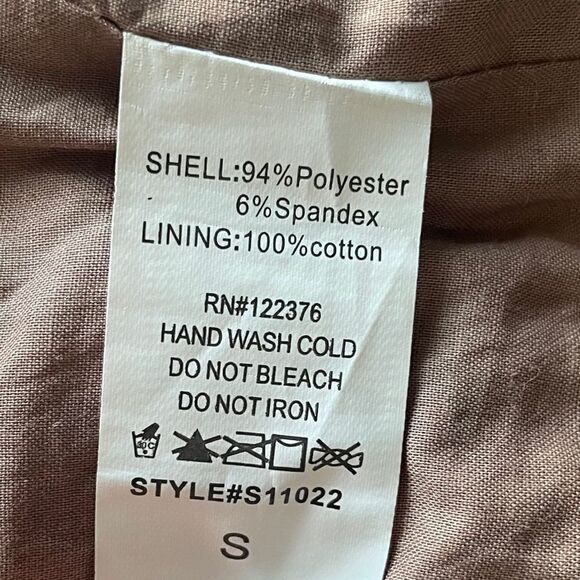 SHELL:94%Polyester
6%Spandex
LINING:100%cotton
RN#122376
HAND WASH COLD
DO NOT BLEACH
DO NOT IRON
STYLE#S11022
S